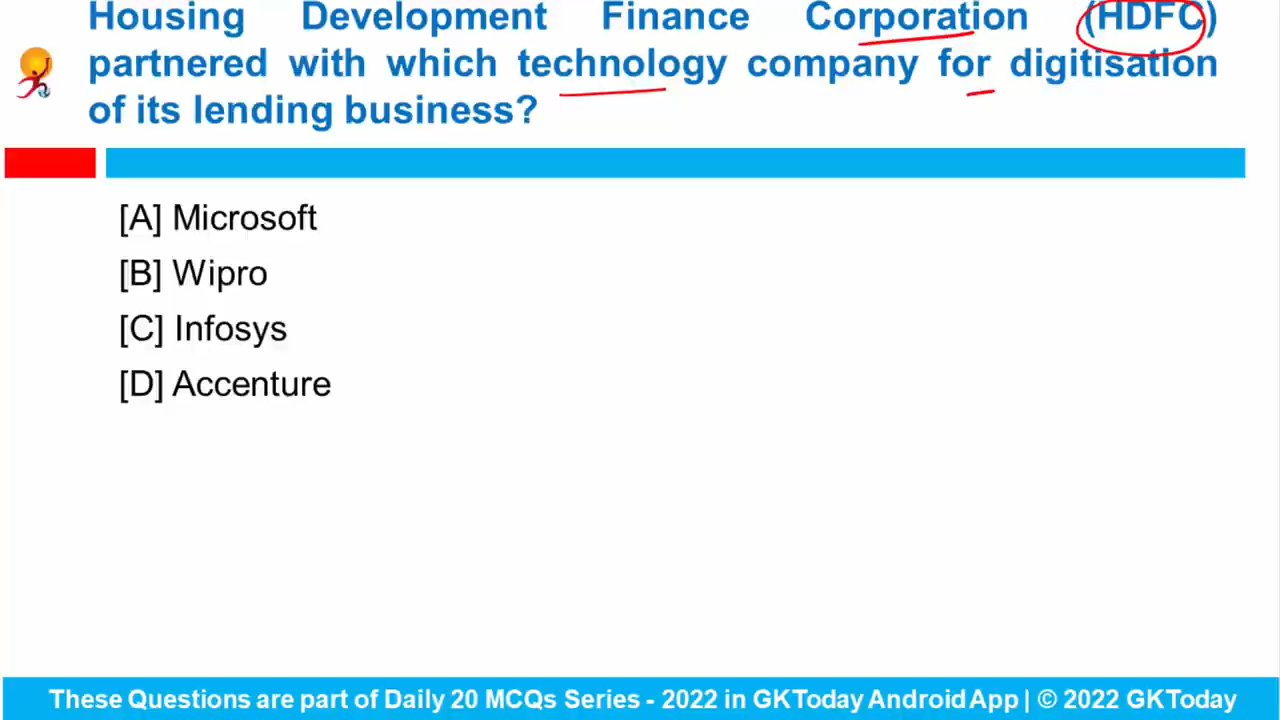 Housing Development Finance Corporation (HDFC)
partnered with which technology company for digitisation
of its lending business?
[A] Microsoft
[B] Wipro
[C] Infosys
[D] Accenture
These Questions are part of Daily 20 MCQs Series - 2022 in GKToday Android App | © 2022 GKToday